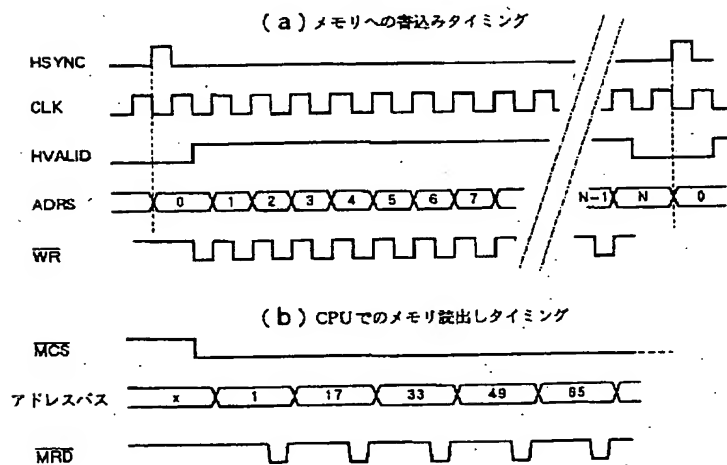 (a) メモリへの書込みタイミング
HSYNC
CLK
HVALID
ADRS 0 1 2 3 4 5 6 7 N-1 N 0
WR
(b) CPUでのメモリ読出しタイミング
MCS
アドレスバス x 1 17 33 49 65
MRD